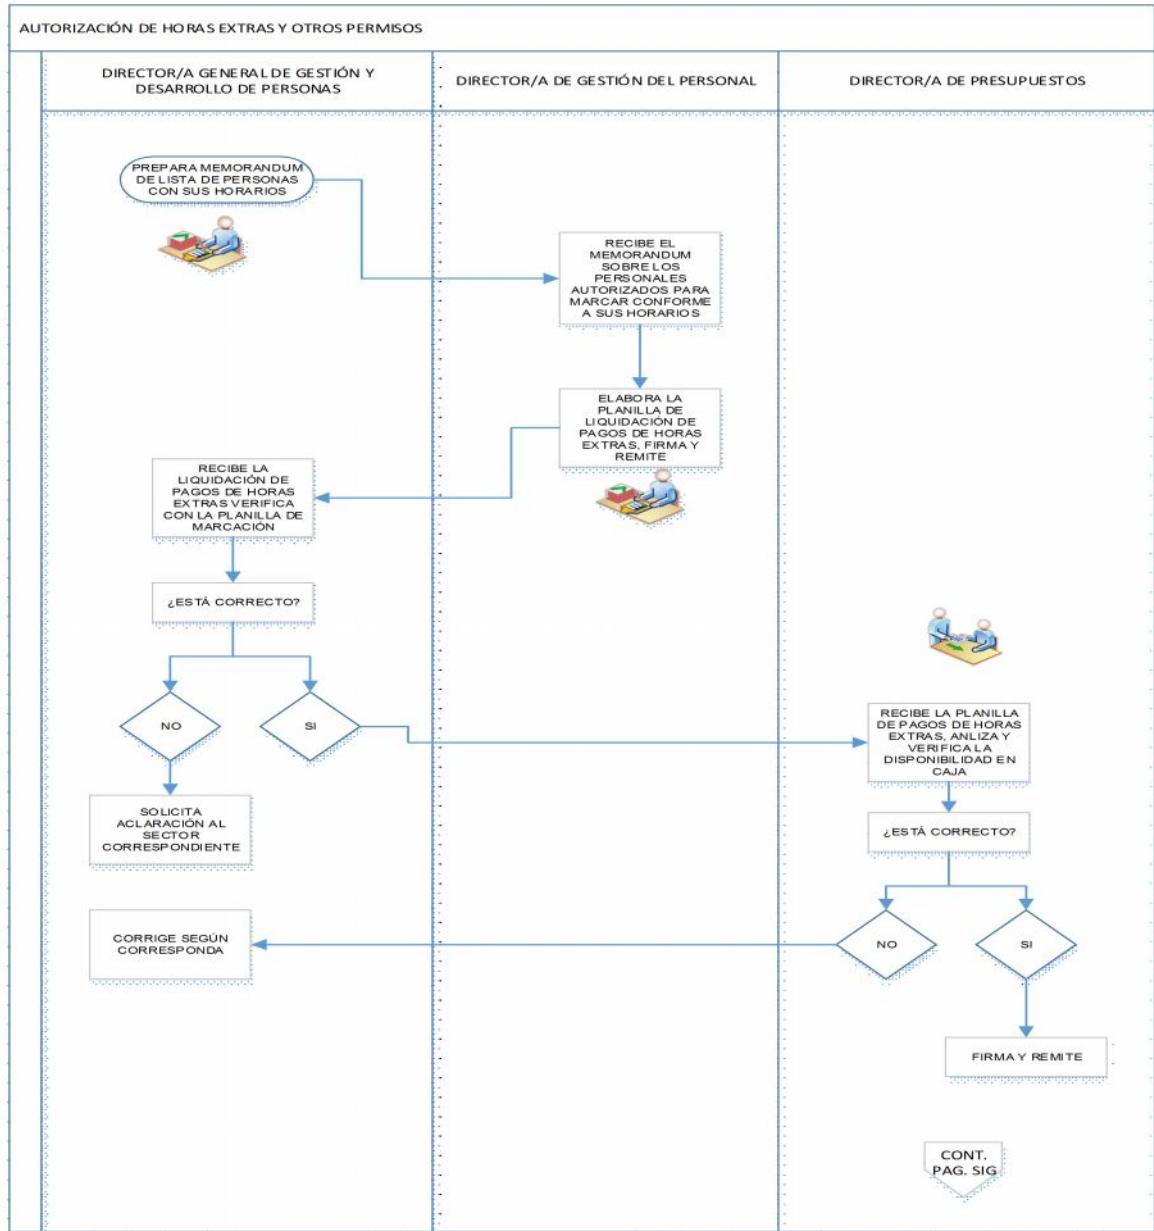 AUTORIZACIÓN DE HORAS EXTRAS Y OTROS PERMISOS
DIRECTOR/A GENERAL DE GESTIÓN Y
DESARROLLO DE PERSONAS
DIRECTOR/A DE GESTIÓN DEL PERSONAL
DIRECTOR/A DE PRESUPUESTOS
PREPARA MEMORANDUM
DE LISTA DE PERSONAS
CON SUS HORARIOS
RECIBE EL
MEMORANDUM
SOBRE LOS
PERSONALES
AUTORIZADOS PARA
MARCAR CONFORME
A SUS HORARIOS
ELABORA LA
PLANILLA DE
LIQUIDACIÓN DE
PAGOS DE HORAS
EXTRAS, FIRMA Y
REMITE
RECIBE LA
LIQUIDACIÓN DE
PAGOS DE HORAS
EXTRAS VERIFICA
CON LA PLANILLA DE
MARCACIÓN
¿ESTÁ CORRECTO?
NO
SI
SOLICITA
ACLARACIÓN AL
SECTOR
CORRESPONDIENTE
RECIBE LA PLANILLA
DE PAGOS DE HORAS
EXTRAS, ANLIZA Y
VERIFICA LA
DISPONIBILIDAD EN
CAJA
¿ESTÁ CORRECTO?
NO
SI
CORRIGE SEGÚN
CORRESPONDA
FIRMA Y REMITE
CONT.
PAG. SIG